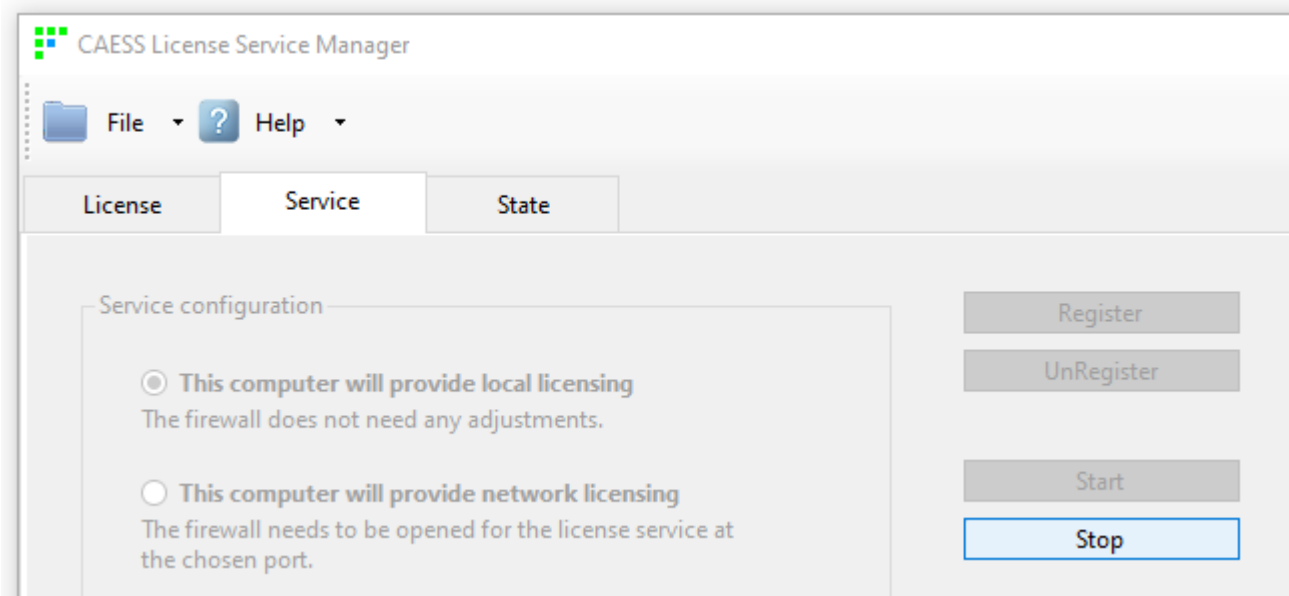 CAESS License Service Manager
File
?
Help
License
Service
State
Service configuration
This computer will provide local licensing
The firewall does not need any adjustments.
This computer will provide network licensing
The firewall needs to be opened for the license service at
the chosen port.
Register
UnRegister
Start
Stop